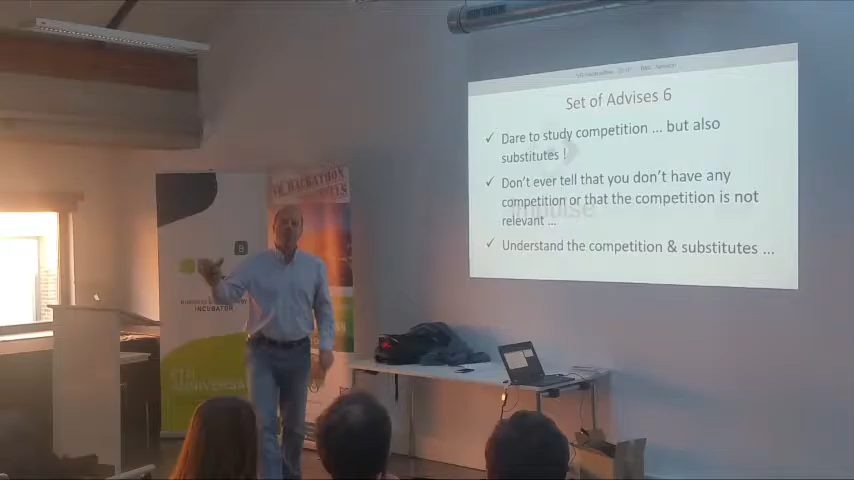 Set of Advises 6
✓ Dare to study competition ... but also
substitutes !
✓ Don't ever tell that you don't have any
competition or that the competition is not
relevant ...
✓ Understand the competition & substitutes ...
HACKATHON
INCUBATOR